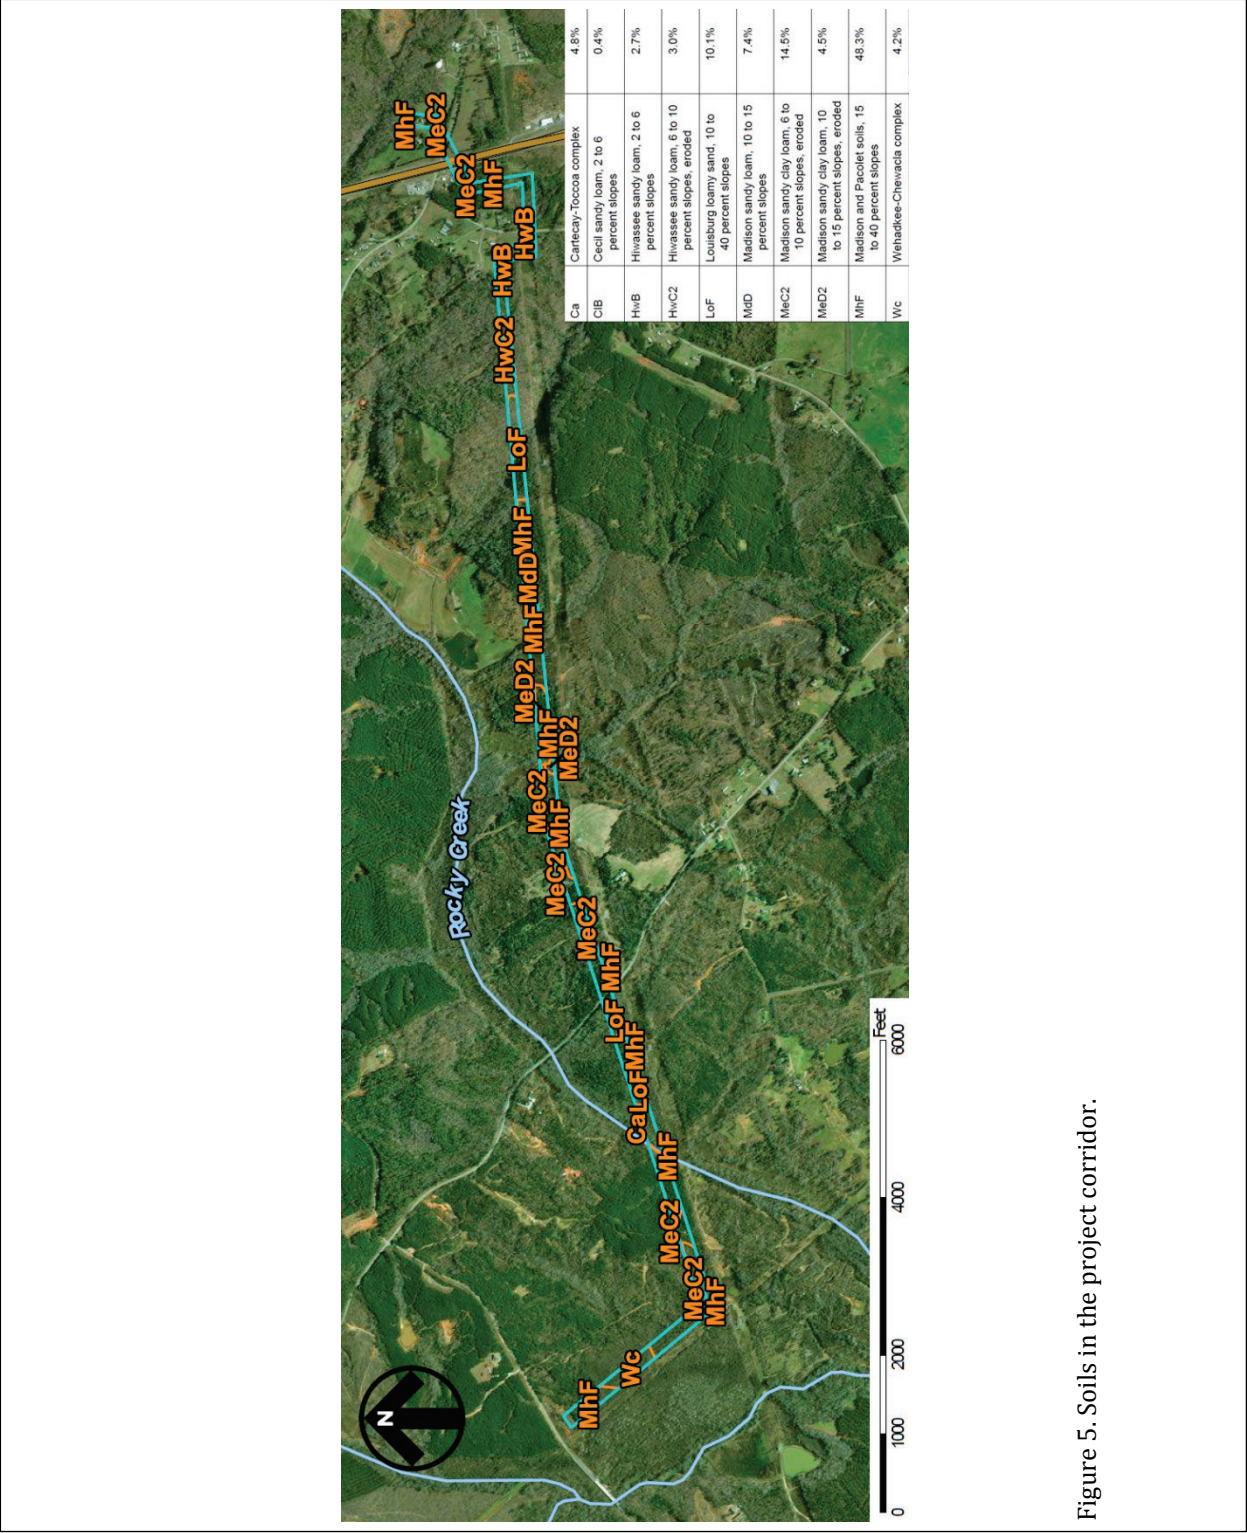 N
MhF
Wc
MhF
MeC2
MeC2
MhF
Ca
LoF
MhF
LoF
MhF
MeC2
MeC2
MhF
MeC2
MeD2
MhF
MeD2
MhF
MdD
MhF
LoF
HwC2
HwB
HwB
MhF
MeC2
MeC2
MhF
Rocky Creek
Ca Cartecay-Toccoa complex 4.8%
ClB Cecil sandy loam, 2 to 6 0.4%
percent slopes
HwB Hiwassee sandy loam, 2 to 6 2.7%
percent slopes
HwC2 Hiwassee sandy loam, 6 to 10 3.0%
percent slopes, eroded
LoF Louisburg loamy sand, 10 to 10.1%
40 percent slopes
MdD Madison sandy loam, 10 to 15 7.4%
percent slopes
MeC2 Madison sandy clay loam, 6 to 14.5%
10 percent slopes, eroded
MeD2 Madison sandy clay loam, 10 4.5%
to 15 percent slopes, eroded
MhF Madison and Pacolet soils, 15 48.3%
to 40 percent slopes
Wc Wehadkee-Chewacla complex 4.2%
Feet
0 1000 2000 4000 6000
Figure 5. Soils in the project corridor.